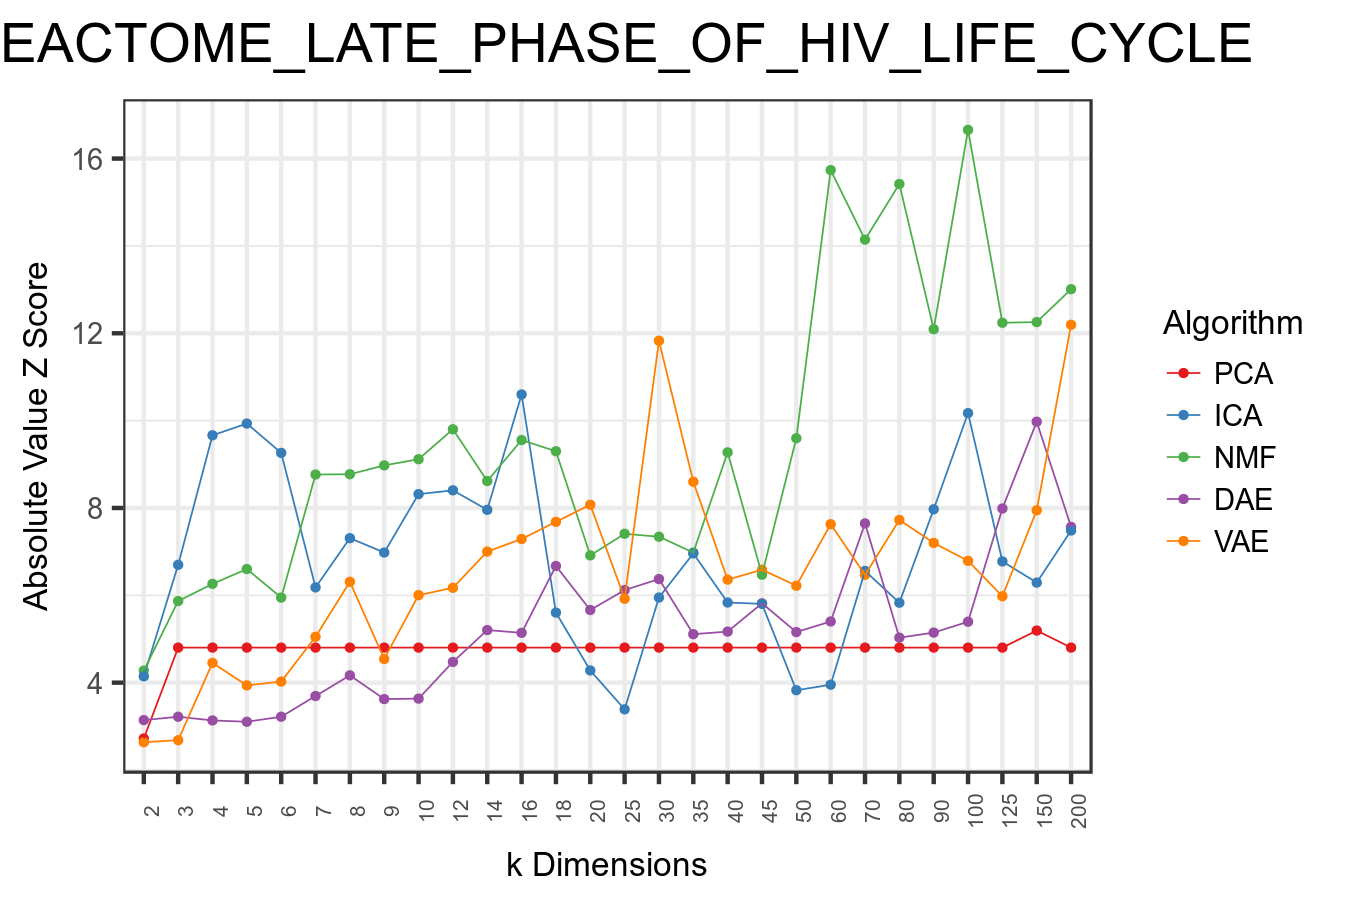 EACTOME_LATE_PHASE_OF_HIV_LIFE_CYCLE
Absolute Value Z Score
16
12
8
4
2 3 4 5 6 7 8 9 10 12 14 16 18 20 25 30 35 40 45 50 60 70 80 90 100 125 150 200
k Dimensions
Algorithm
PCA
ICA
NMF
DAE
VAE